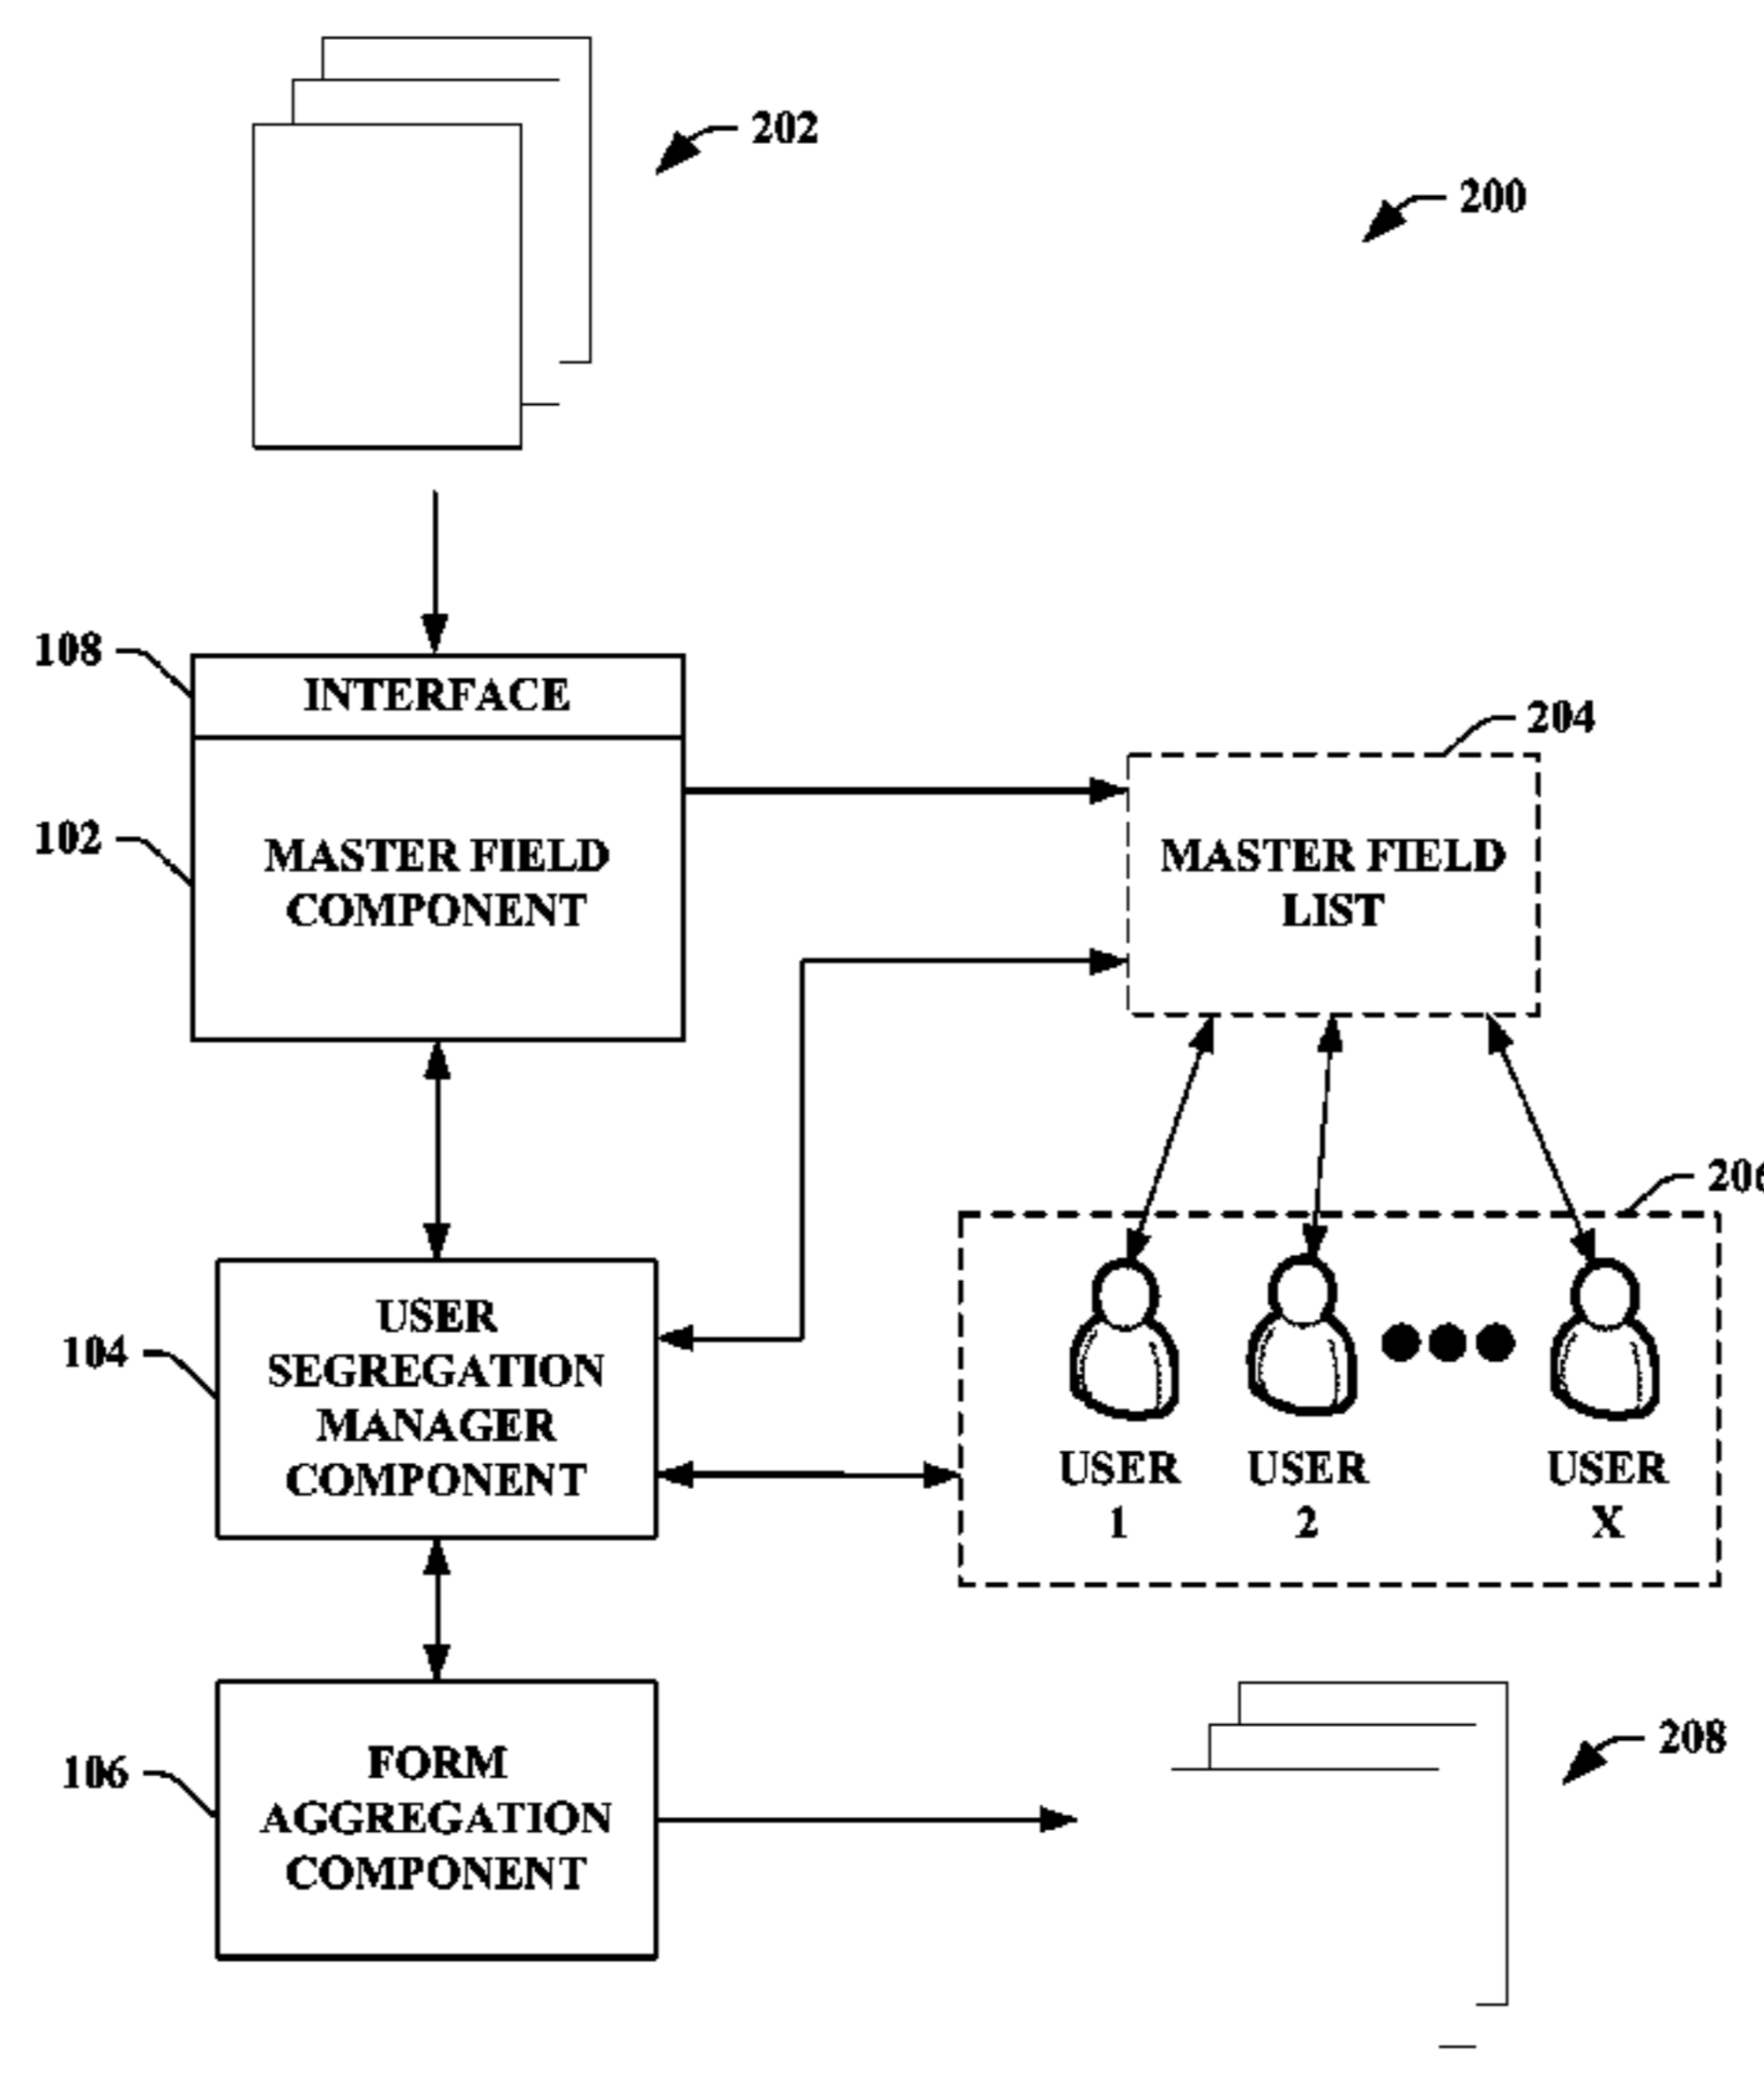 202
200
108
INTERFACE
204
102
MASTER FIELD
COMPONENT
MASTER FIELD
LIST
206
104
USER
SEGREGATION
MANAGER
COMPONENT
USER
1
USER
2
USER
X
106
FORM
AGGREGATION
COMPONENT
208